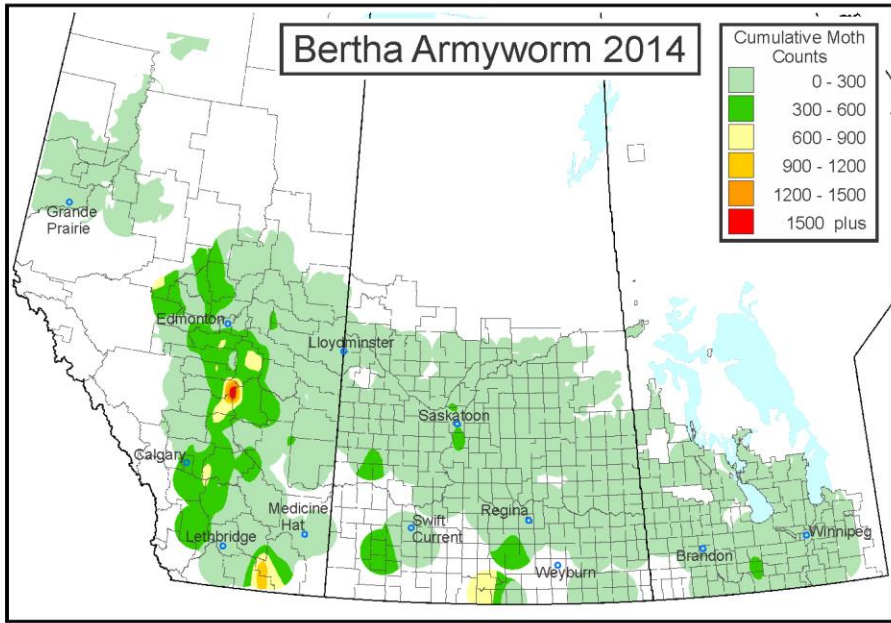 Bertha Armyworm 2014
Cumulative Moth
Counts
0 - 300
300 - 600
600 - 900
900 - 1200
1200 - 1500
1500 plus
Grande
Prairie
Edmonton
Lloydminster
Saskatoon
Calgary
Medicine
Hat
Lethbridge
Swift
Current
Regina
Weyburn
Brandon
Winnipeg